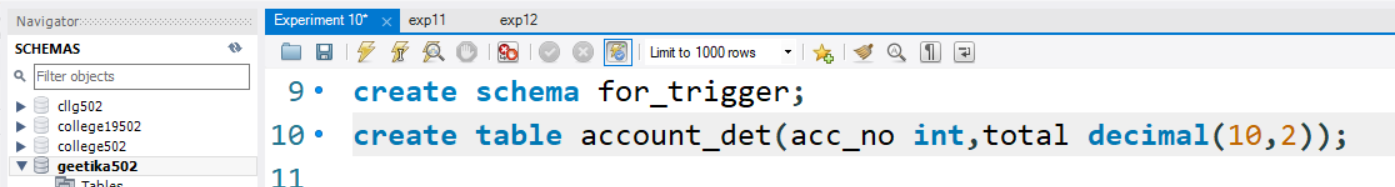 Navigator
Experiment 10* × exp11 exp12
SCHEMAS
Limit to 1000 rows
Filter objects
cllg502
college19502
college502
geetika502
Tables
9 create schema for_trigger;
10 create table account_det(acc_no int,total decimal(10,2));
11